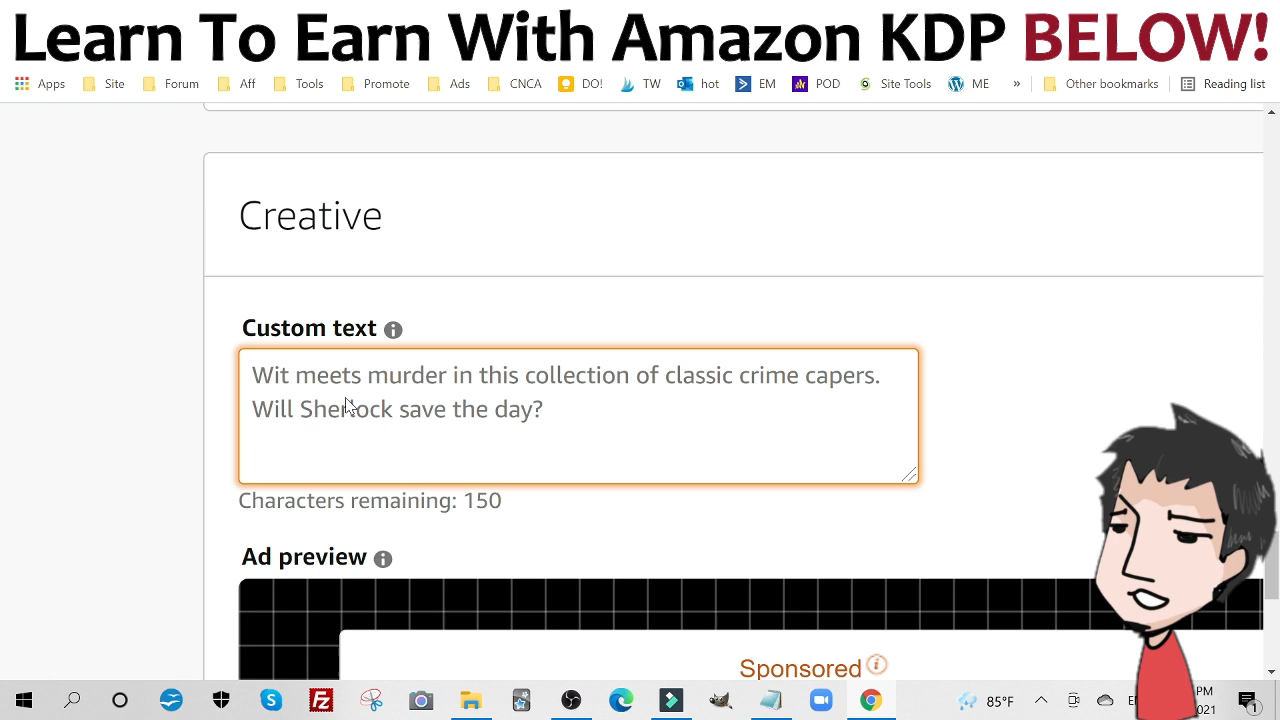 Learn To Earn With Amazon KDP BELOW!
Apps Site Forum Aff Tools Promote Ads CNCA DO! TW hot EM POD Site Tools ME » Other bookmarks Reading list
Creative
Custom text
Wit meets murder in this collection of classic crime capers.
Will Sherlock save the day?
Characters remaining: 150
Ad preview
Sponsored
85°F
PM
021